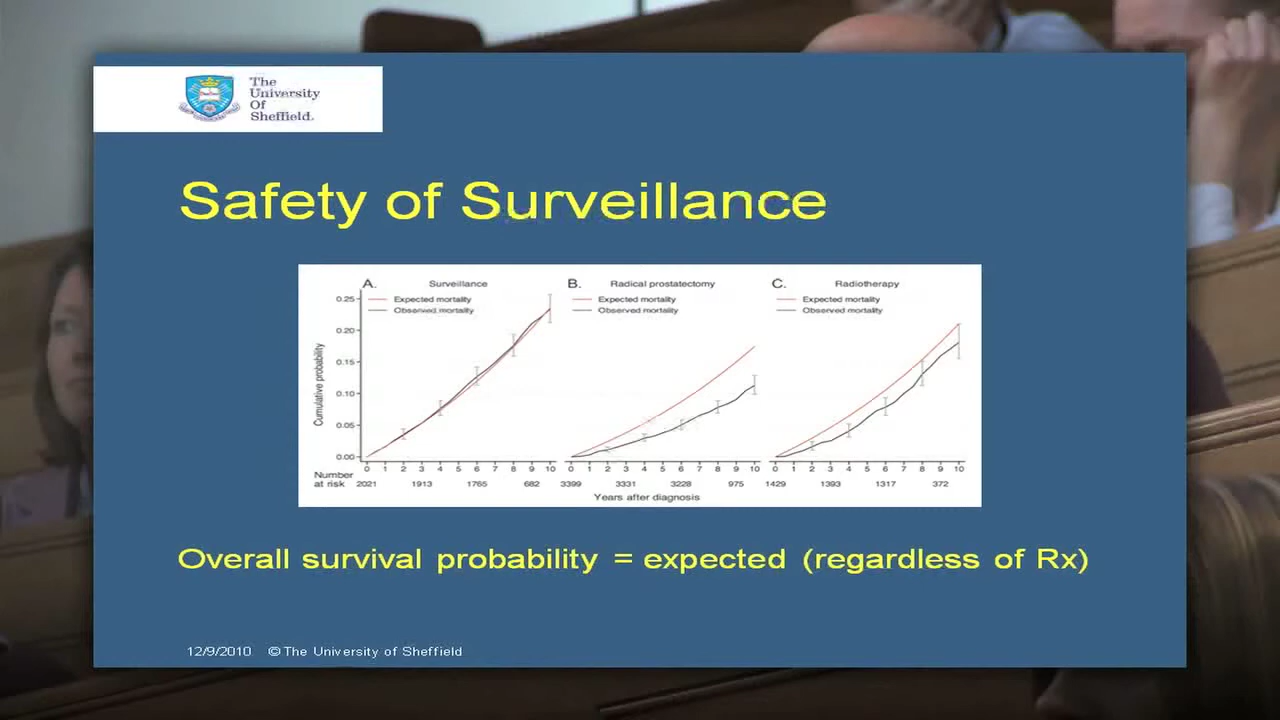 The
University
Of
Sheffield.
Safety of Surveillance
A. Surveillance
Expected mortality
Observed mortality
B. Radical prostatectomy
Expected mortality
Observed mortality
C. Radiotherapy
Expected mortality
Observed mortality
Cumulative probability
0.25
0.20
0.15
0.10
0.05
0.00
0 1 2 3 4 5 6 7 8 9 10 0 1 2 3 4 5 6 7 8 9 10 0 1 2 3 4 5 6 7 8 9 10
Number
at risk 2021 1913 1765 682 3399 3331 3228 975 1429 1393 1317 372
Years after diagnosis
Overall survival probability = expected (regardless of Rx)
12/9/2010 © The University of Sheffield